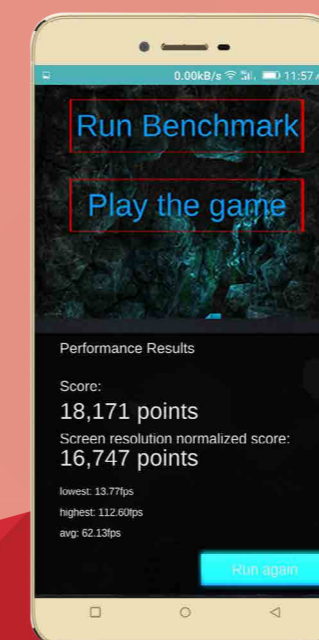 0.00kB/s 11:57
Run Benchmark
Play the game
Performance Results
Score:
18,171 points
Screen resolution normalized score:
16,747 points
lowest: 13.77fps
highest: 112.60fps
avg: 62.13fps
Run again